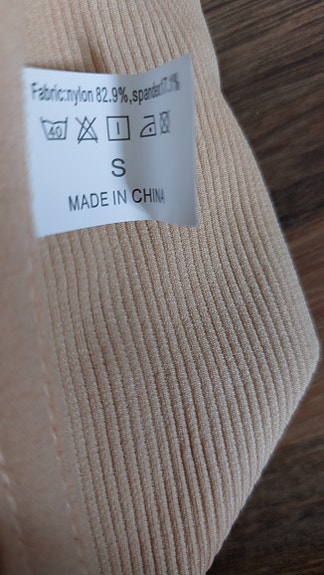 Fabric:nylon 82.9%,spandex17.1%
40
S
MADE IN CHINA